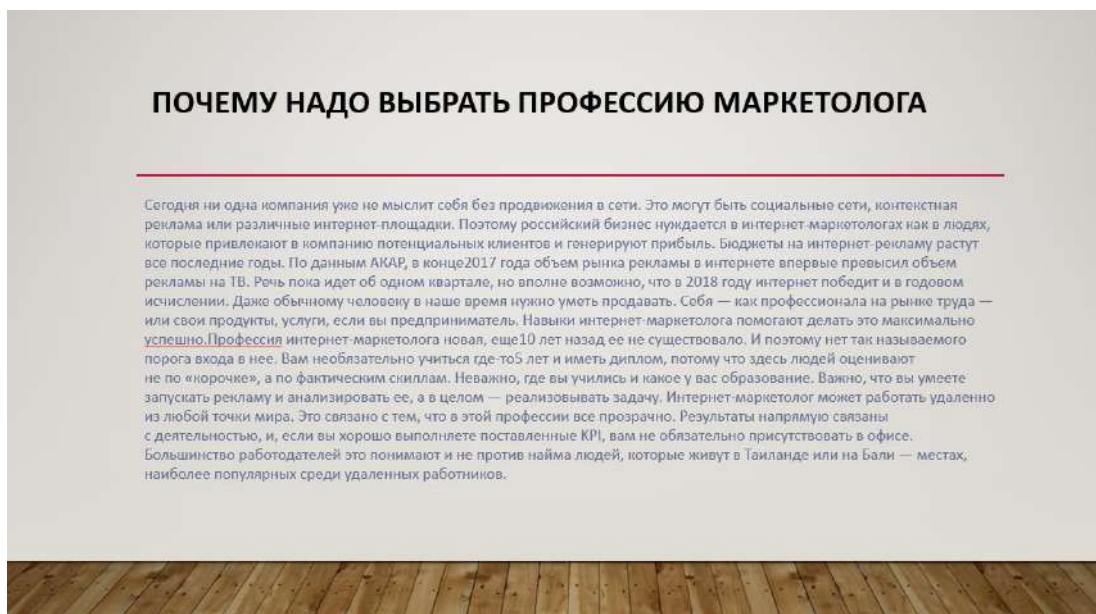 ПОЧЕМУ НАДО ВЫБРАТЬ ПРОФЕССИЮ МАРКЕТОЛОГА
Сегодня ни одна компания уже не мыслит себя без продвижения в сети. Это могут быть социальные сети, контекстная
реклама или различные интернет-площадки. Поэтому российский бизнес нуждается в интернет-маркетологах как в людях,
которые привлекают в компанию потенциальных клиентов и генерируют прибыль. Бюджеты на интернет-рекламу растут
все последние годы. По данным АКАР, в конце2017 года объем рынка рекламы в интернете впервые превысил объем
рекламы на ТВ. Речь пока идет об одном квартале, но вполне возможно, что в 2018 году интернет победит и в годовом
исчислении. Даже обычному человеку в наше время нужно уметь продавать. Себя — как профессионала на рынке труда —
или свои продукты, услуги, если вы предприниматель. Навыки интернет-маркетолога помогают делать это максимально
успешно.Профессия интернет-маркетолога новая, еще10 лет назад ее не существовало. И поэтому нет так называемого
порога входа в нее. Вам необязательно учиться где-то5 лет и иметь диплом, потому что здесь людей оценивают
не по «корочке», а по фактическим скиллам. Неважно, где вы учились и какое у вас образование. Важно, что вы умеете
запускать рекламу и анализировать ее, а в целом — реализовывать задачу. Интернет-маркетолог может работать удаленно
из любой точки мира. Это связано с тем, что в этой профессии все прозрачно. Результаты напрямую связаны
с деятельностью, и, если вы хорошо выполняете поставленные KPI, вам не обязательно присутствовать в офисе.
Большинство работодателей это понимают и не против найма людей, которые живут в Таиланде или на Бали — местах,
наиболее популярных среди удаленных работников.